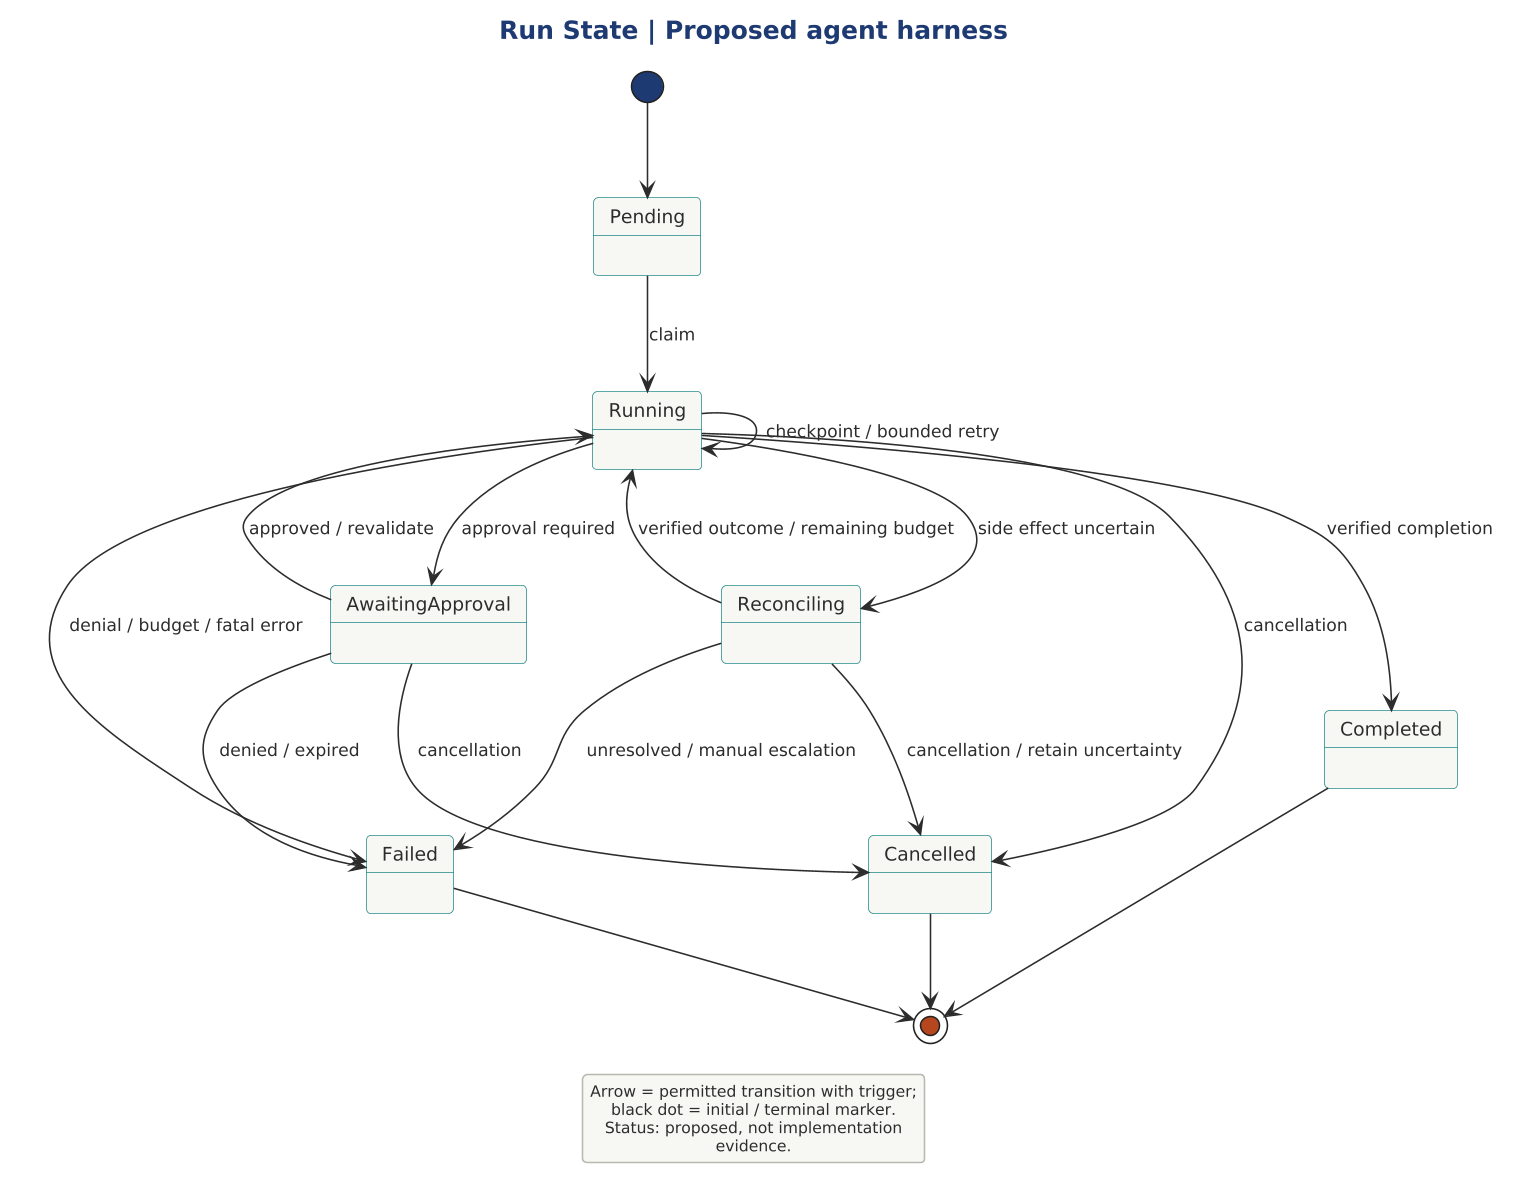 Run State | Proposed agent harness
Pending
claim
Running
checkpoint / bounded retry
approved / revalidate
approval required
verified outcome / remaining budget
side effect uncertain
verified completion
AwaitingApproval
Reconciling
denial / budget / fatal error
cancellation
Completed
denied / expired
cancellation
unresolved / manual escalation
cancellation / retain uncertainty
Failed
Cancelled
Arrow = permitted transition with trigger;
black dot = initial / terminal marker.
Status: proposed, not implementation
evidence.